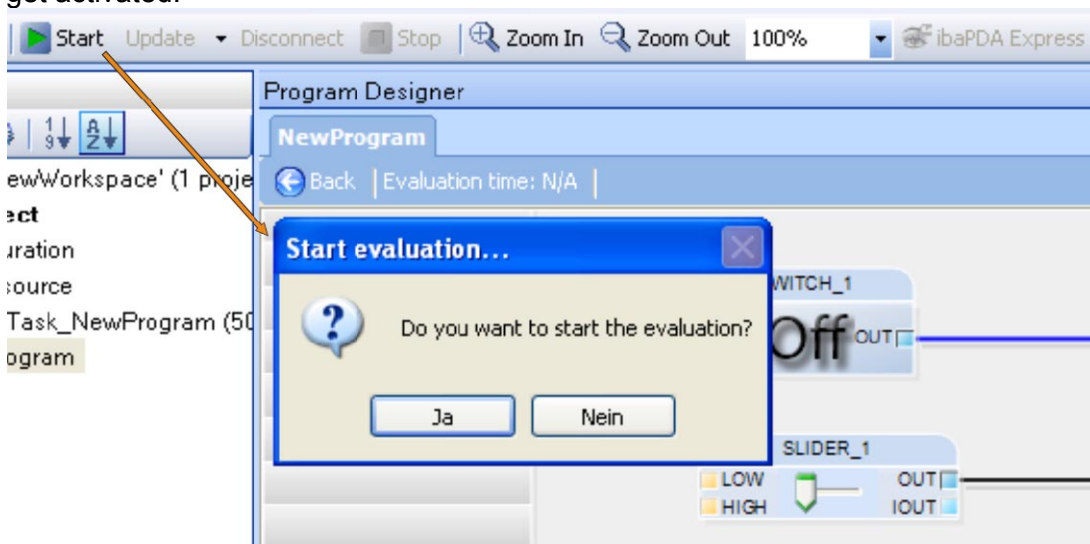 get activated.
Start Update Disconnect Stop Zoom In Zoom Out 100% ibaPDA Express
Program Designer
NewProgram
ewWorkspace' (1 proje
Back Evaluation time: N/A
ect
uration
source
Task_NewProgram (50
ogram
Start evaluation...
Do you want to start the evaluation?
Ja Nein
WITCH_1
Off OUT
SLIDER_1
LOW OUT
HIGH IOUT